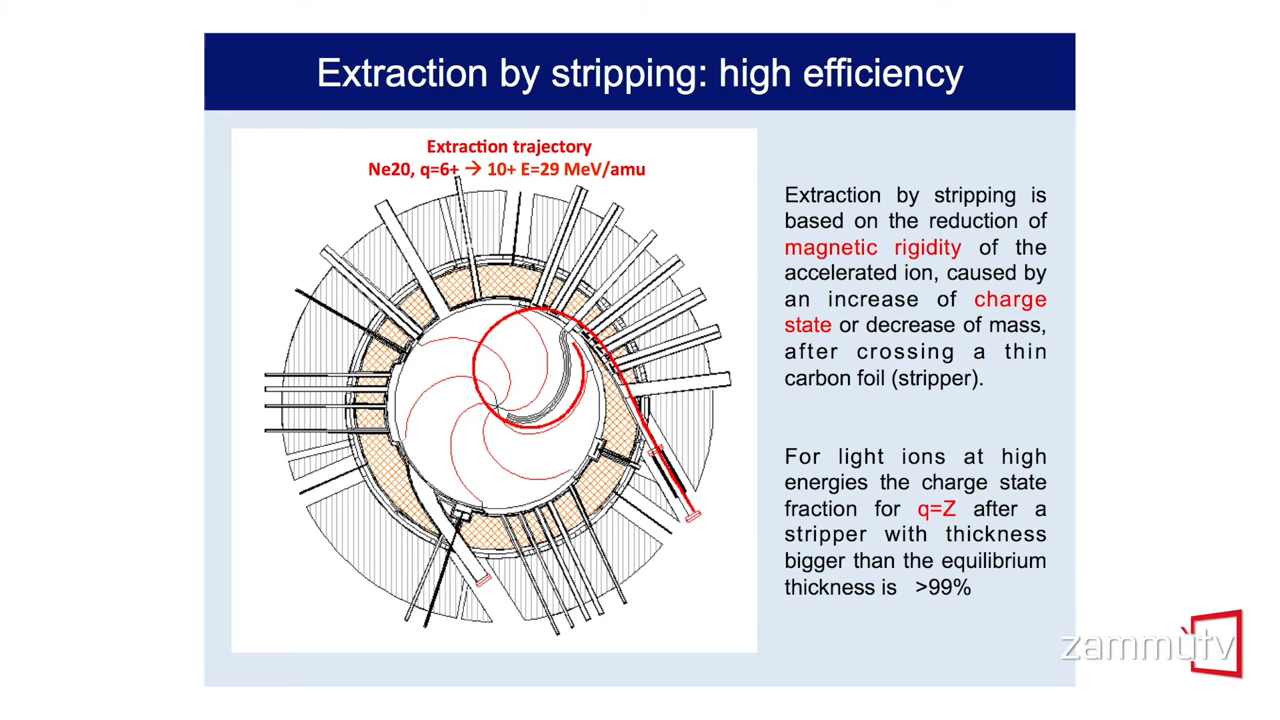 Extraction by stripping: high efficiency
Extraction trajectory
Ne20, q=6+ → 10+ E=29 MeV/amu
Extraction by stripping is
based on the reduction of
magnetic rigidity of the
accelerated ion, caused by
an increase of charge
state or decrease of mass,
after crossing a thin
carbon foil (stripper).
For light ions at high
energies the charge state
fraction for q=Z after a
stripper with thickness
bigger than the equilibrium
thickness is >99%
zammùtv